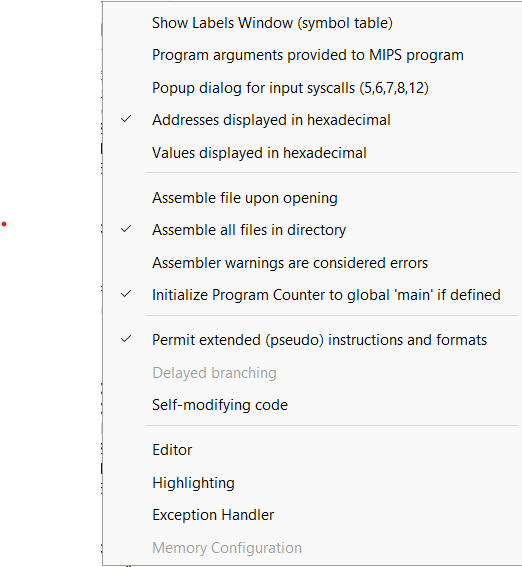 Show Labels Window (symbol table)
Program arguments provided to MIPS program
Popup dialog for input syscalls (5,6,7,8,12)
Addresses displayed in hexadecimal
Values displayed in hexadecimal
Assemble file upon opening
Assemble all files in directory
Assembler warnings are considered errors
Initialize Program Counter to global 'main' if defined
Permit extended (pseudo) instructions and formats
Delayed branching
Self-modifying code
Editor
Highlighting
Exception Handler
Memory Configuration